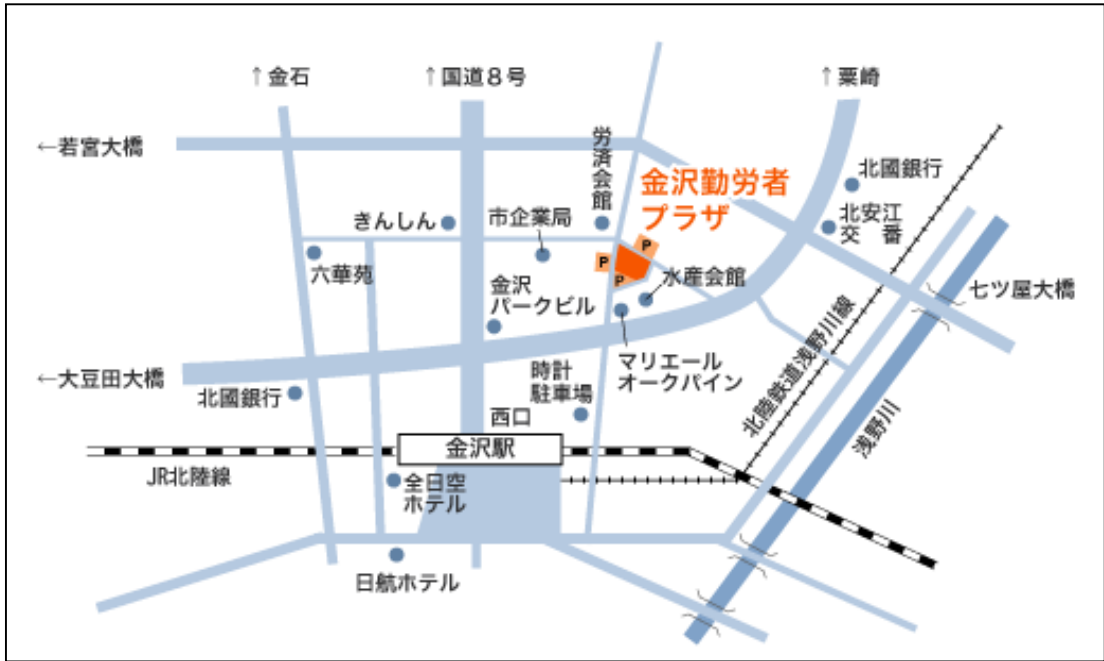 ↑金石
↑国道8号
↑粟崎
←若宮大橋
労済会館
金沢勤労者
プラザ
北國銀行
きんしん
市企業局
北安江
交　番
P
P
P
六華苑
水産会館
金沢
パークビル
七ツ屋大橋
北陸鉄道浅野川線
マリエール
オークパイン
←大豆田大橋
時計
駐車場
北國銀行
西口
浅野川
金沢駅
JR北陸線
全日空
ホテル
日航ホテル